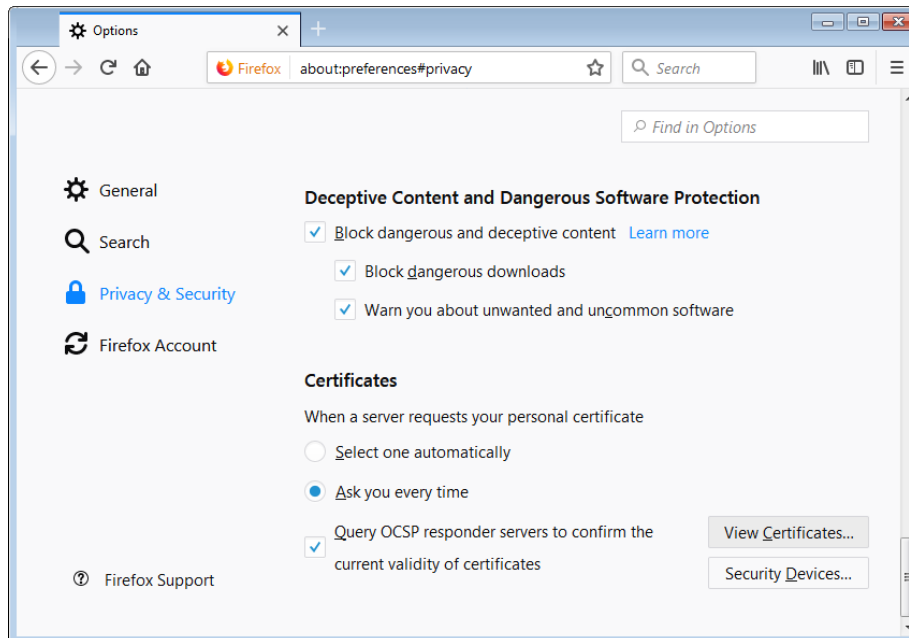 Options
Firefox about:preferences#privacy Search
Find in Options
General
Search
Privacy & Security
Firefox Account
Firefox Support
Deceptive Content and Dangerous Software Protection
Block dangerous and deceptive content Learn more
Block dangerous downloads
Warn you about unwanted and uncommon software
Certificates
When a server requests your personal certificate
Select one automatically
Ask you every time
Query OCSP responder servers to confirm the
current validity of certificates
View Certificates...
Security Devices...